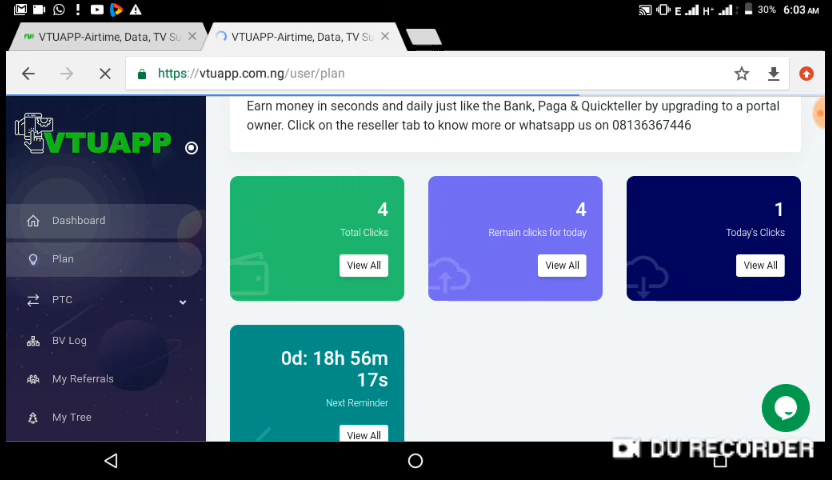 30% 6:03 AM
VTUAPP-Airtime, Data, TV Su
VTUAPP-Airtime, Data, TV Su
https://vtuapp.com.ng/user/plan
VTUAPP
Earn money in seconds and daily just like the Bank, Paga & Quickteller by upgrading to a portal
owner. Click on the reseller tab to know more or whatsapp us on 08136367446
Dashboard
Plan
PTC
BV Log
My Referrals
My Tree
4
Total Clicks
View All
4
Remain clicks for today
View All
1
Today's Clicks
View All
0d: 18h 56m
17s
Next Reminder
View All
DU RECORDER